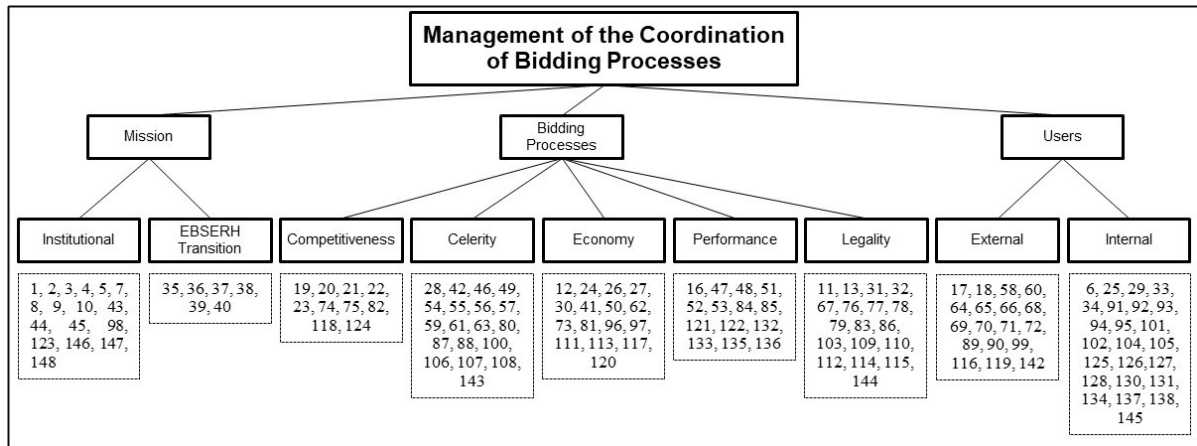 Management of the Coordination
of Bidding Processes
Mission
Bidding
Processes
Users
Institutional
EBSERH
Transition
Competitiveness
Celerity
Economy
Performance
Legality
External
Internal
1, 2, 3, 4, 5, 7,
8, 9, 10, 43,
44, 45, 98,
123, 146, 147,
148
35, 36, 37, 38,
39, 40
19, 20, 21, 22,
23, 74, 75, 82,
118, 124
28, 42, 46, 49,
54, 55, 56, 57,
59, 61, 63, 80,
87, 88, 100,
106, 107, 108,
143
12, 24, 26, 27,
30, 41, 50, 62,
73, 81, 96, 97,
111, 113, 117,
120
16, 47, 48, 51,
52, 53, 84, 85,
121, 122, 132,
133, 135, 136
11, 13, 31, 32,
67, 76, 77, 78,
79, 83, 86,
103, 109, 110,
112, 114, 115,
144
17, 18, 58, 60,
64, 65, 66, 68,
69, 70, 71, 72,
89, 90, 99,
116, 119, 142
6, 25, 29, 33,
34, 91, 92, 93,
94, 95, 101,
102, 104, 105,
125, 126,127,
128, 130, 131,
134, 137, 138,
145